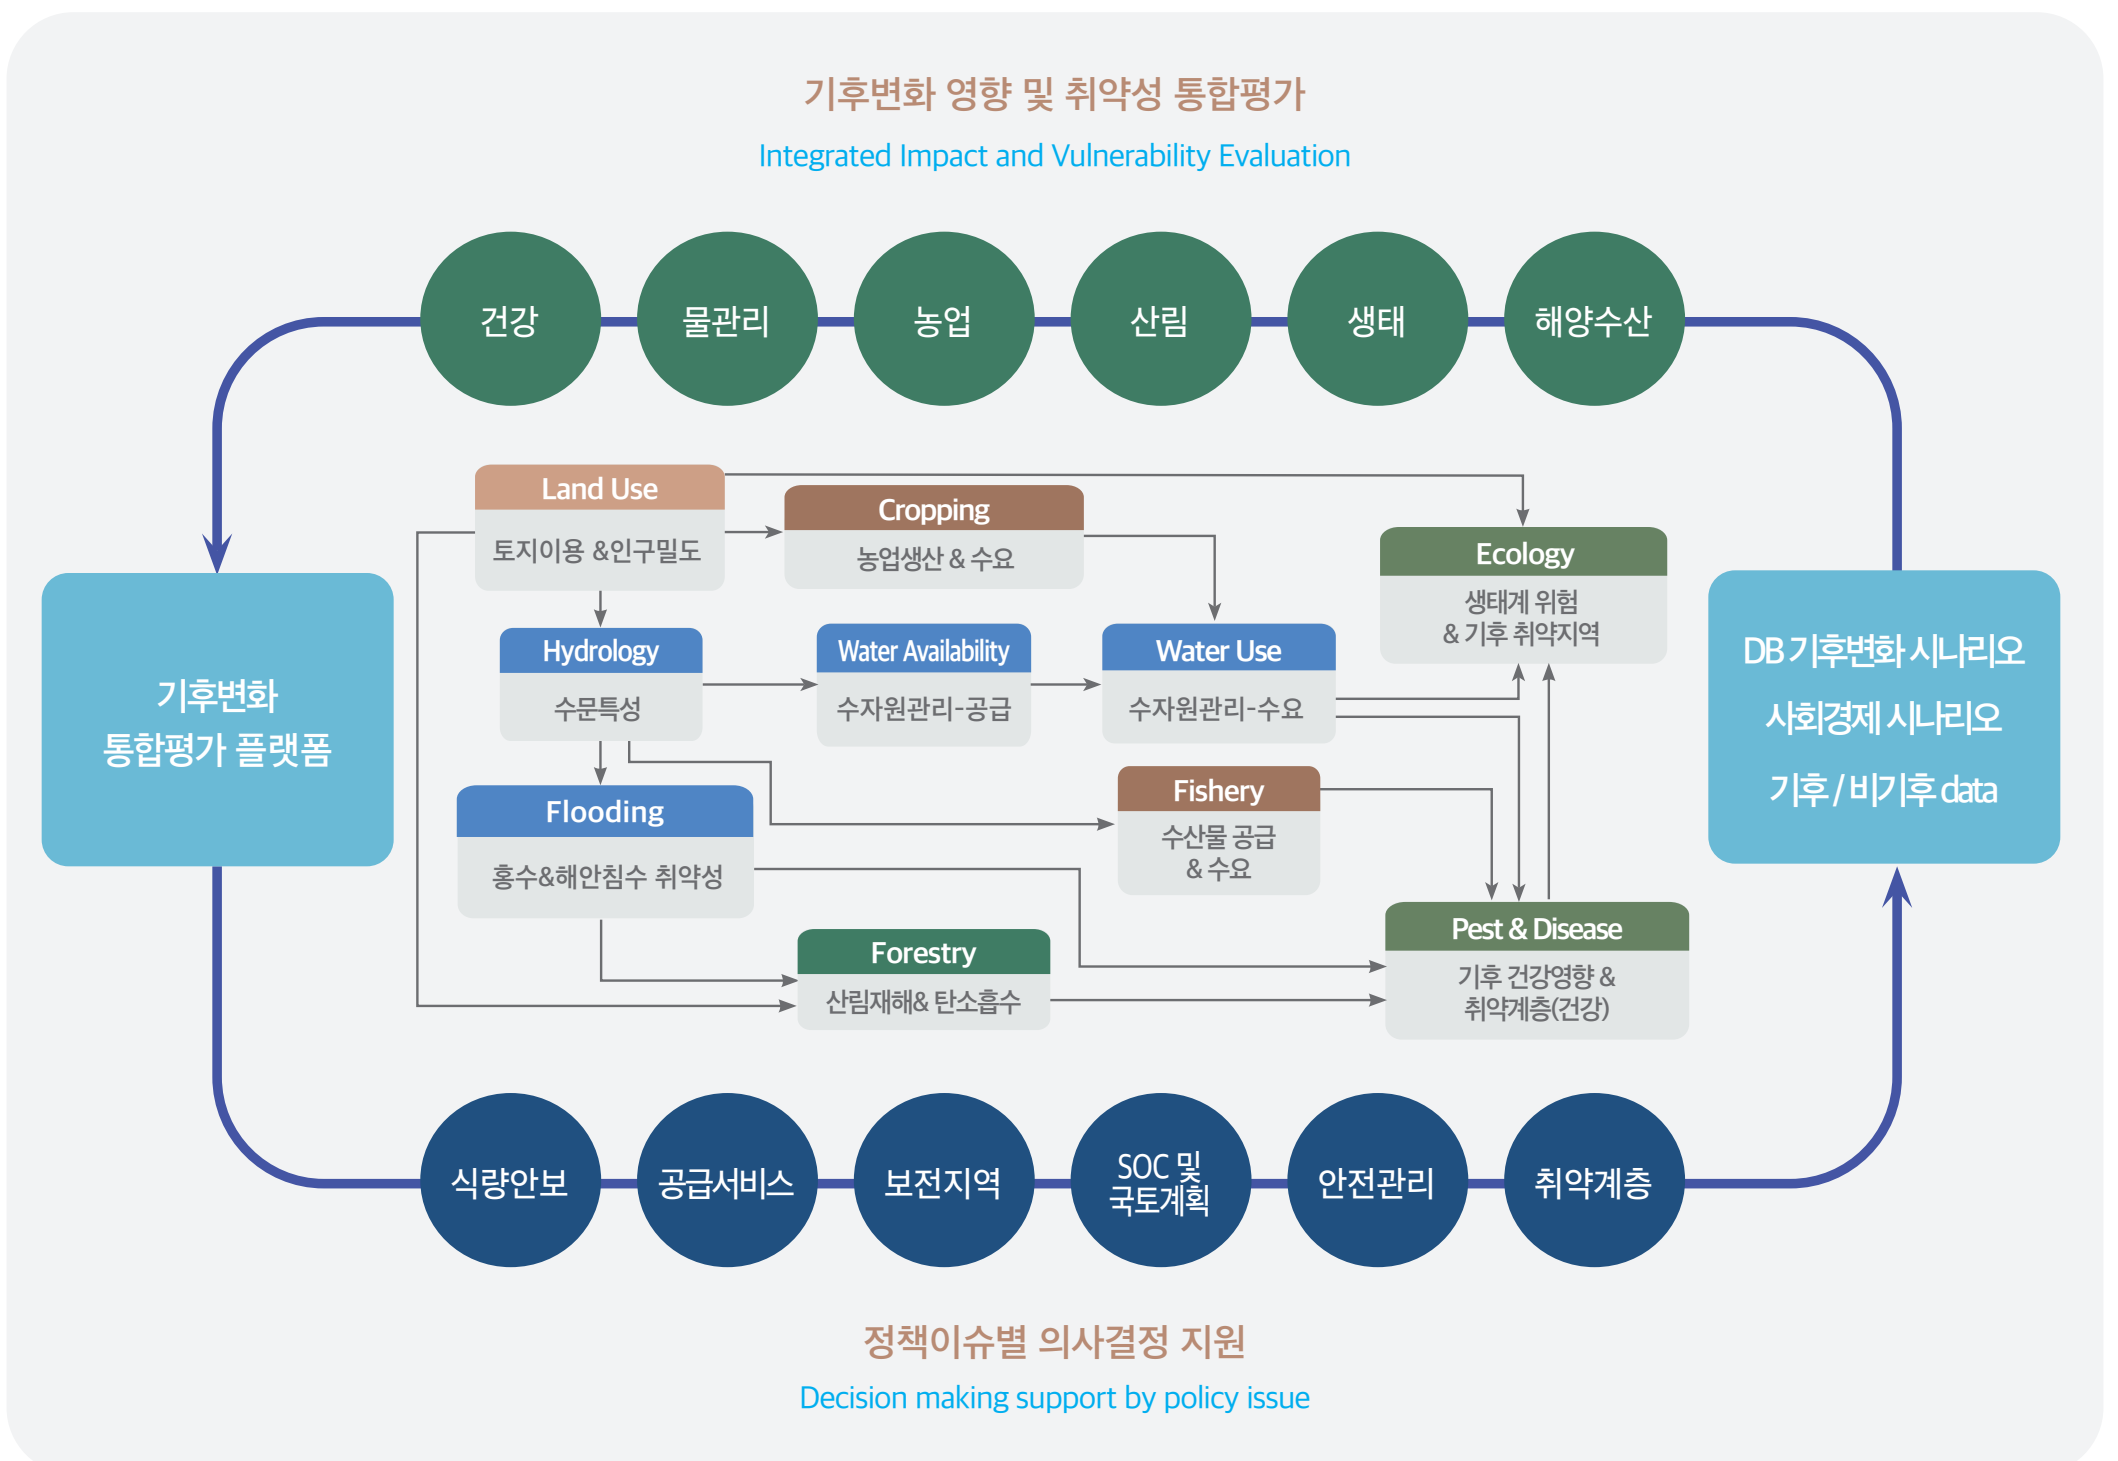 기후변화 영향 및 취약성 통합평가
Integrated Impact and Vulnerability Evaluation
건강
물관리
농업
산림
생태
해양수산
Land Use
토지이용 &인구밀도
Cropping
농업생산 & 수요
Ecology
생태계 위험
& 기후 취약지역
Hydrology
수문특성
Water Availability
수자원관리-공급
Water Use
수자원관리-수요
기후변화
통합평가 플랫폼
DB 기후변화 시나리오
사회경제 시나리오
기후 / 비기후 data
Flooding
홍수&해안침수 취약성
Fishery
수산물 공급
& 수요
Forestry
산림재해& 탄소흡수
Pest & Disease
기후 건강영향 &
취약계층(건강)
식량안보
공급서비스
보전지역
SOC 및
국토계획
안전관리
취약계층
정책이슈별 의사결정 지원
Decision making support by policy issue